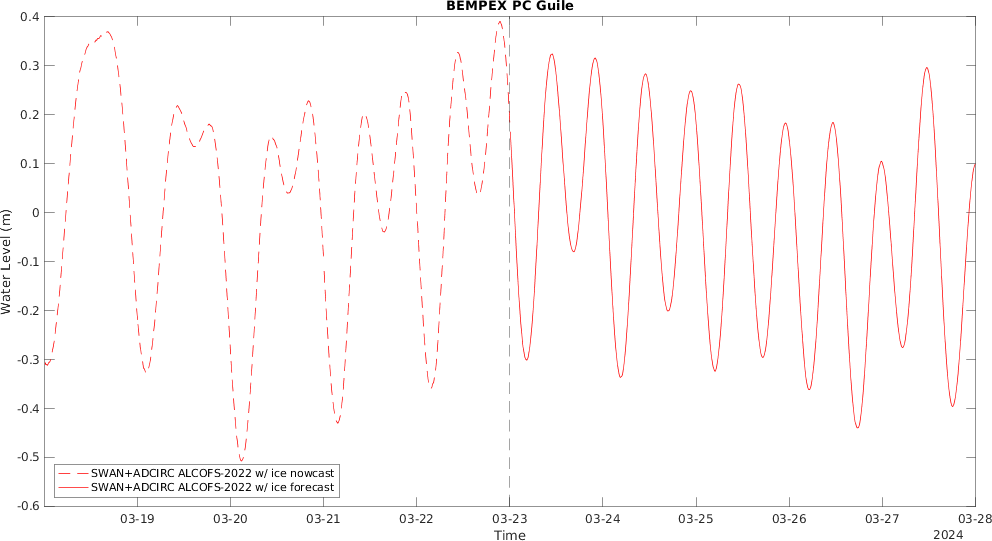 BEMPEX PC Guile
0.4
0.3
0.2
0.1
0
-0.1
-0.2
-0.3
-0.4
-0.5
-0.6
Water Level (m)
SWAN+ADCIRC ALCOFS-2022 w/ ice nowcast
SWAN+ADCIRC ALCOFS-2022 w/ ice forecast
03-19 03-20 03-21 03-22 03-23 03-24 03-25 03-26 03-27 03-28
Time
2024